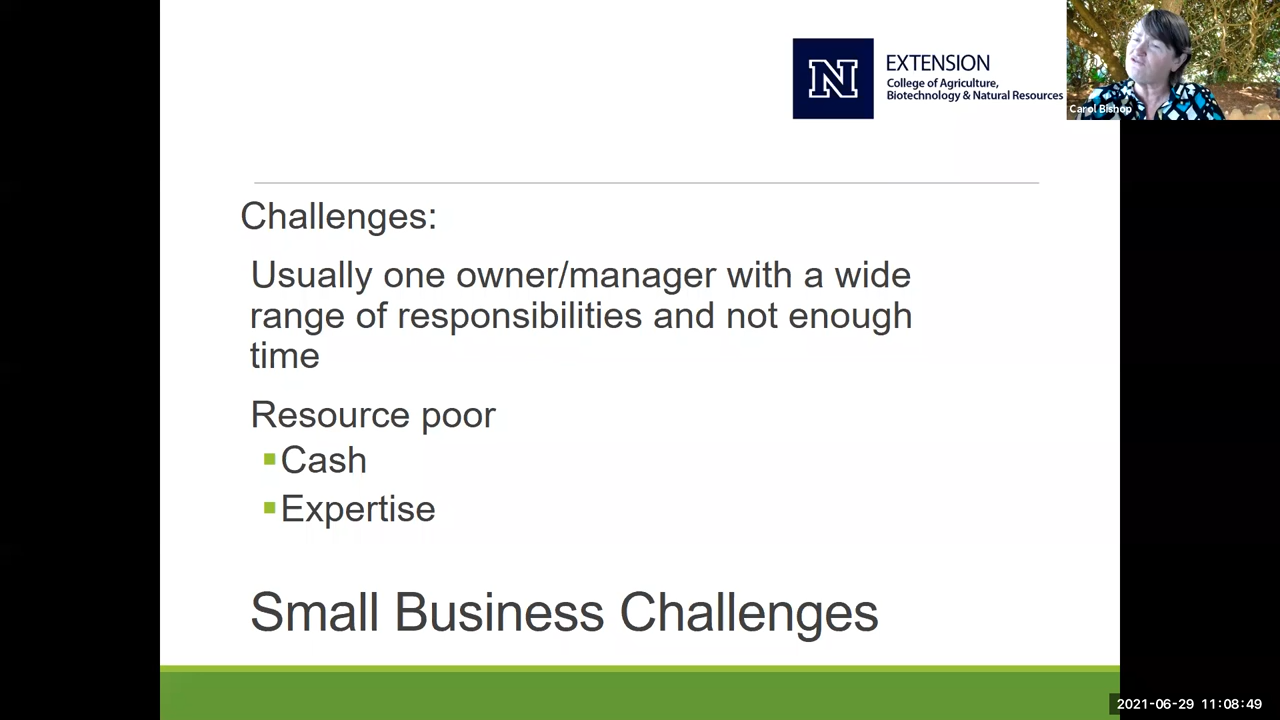 N
EXTENSION
College of Agriculture,
Biotechnology & Natural Resources
Carol Bishop
Challenges:
Usually one owner/manager with a wide
range of responsibilities and not enough
time
Resource poor
Cash
Expertise
Small Business Challenges
2021-06-29 11:08:49